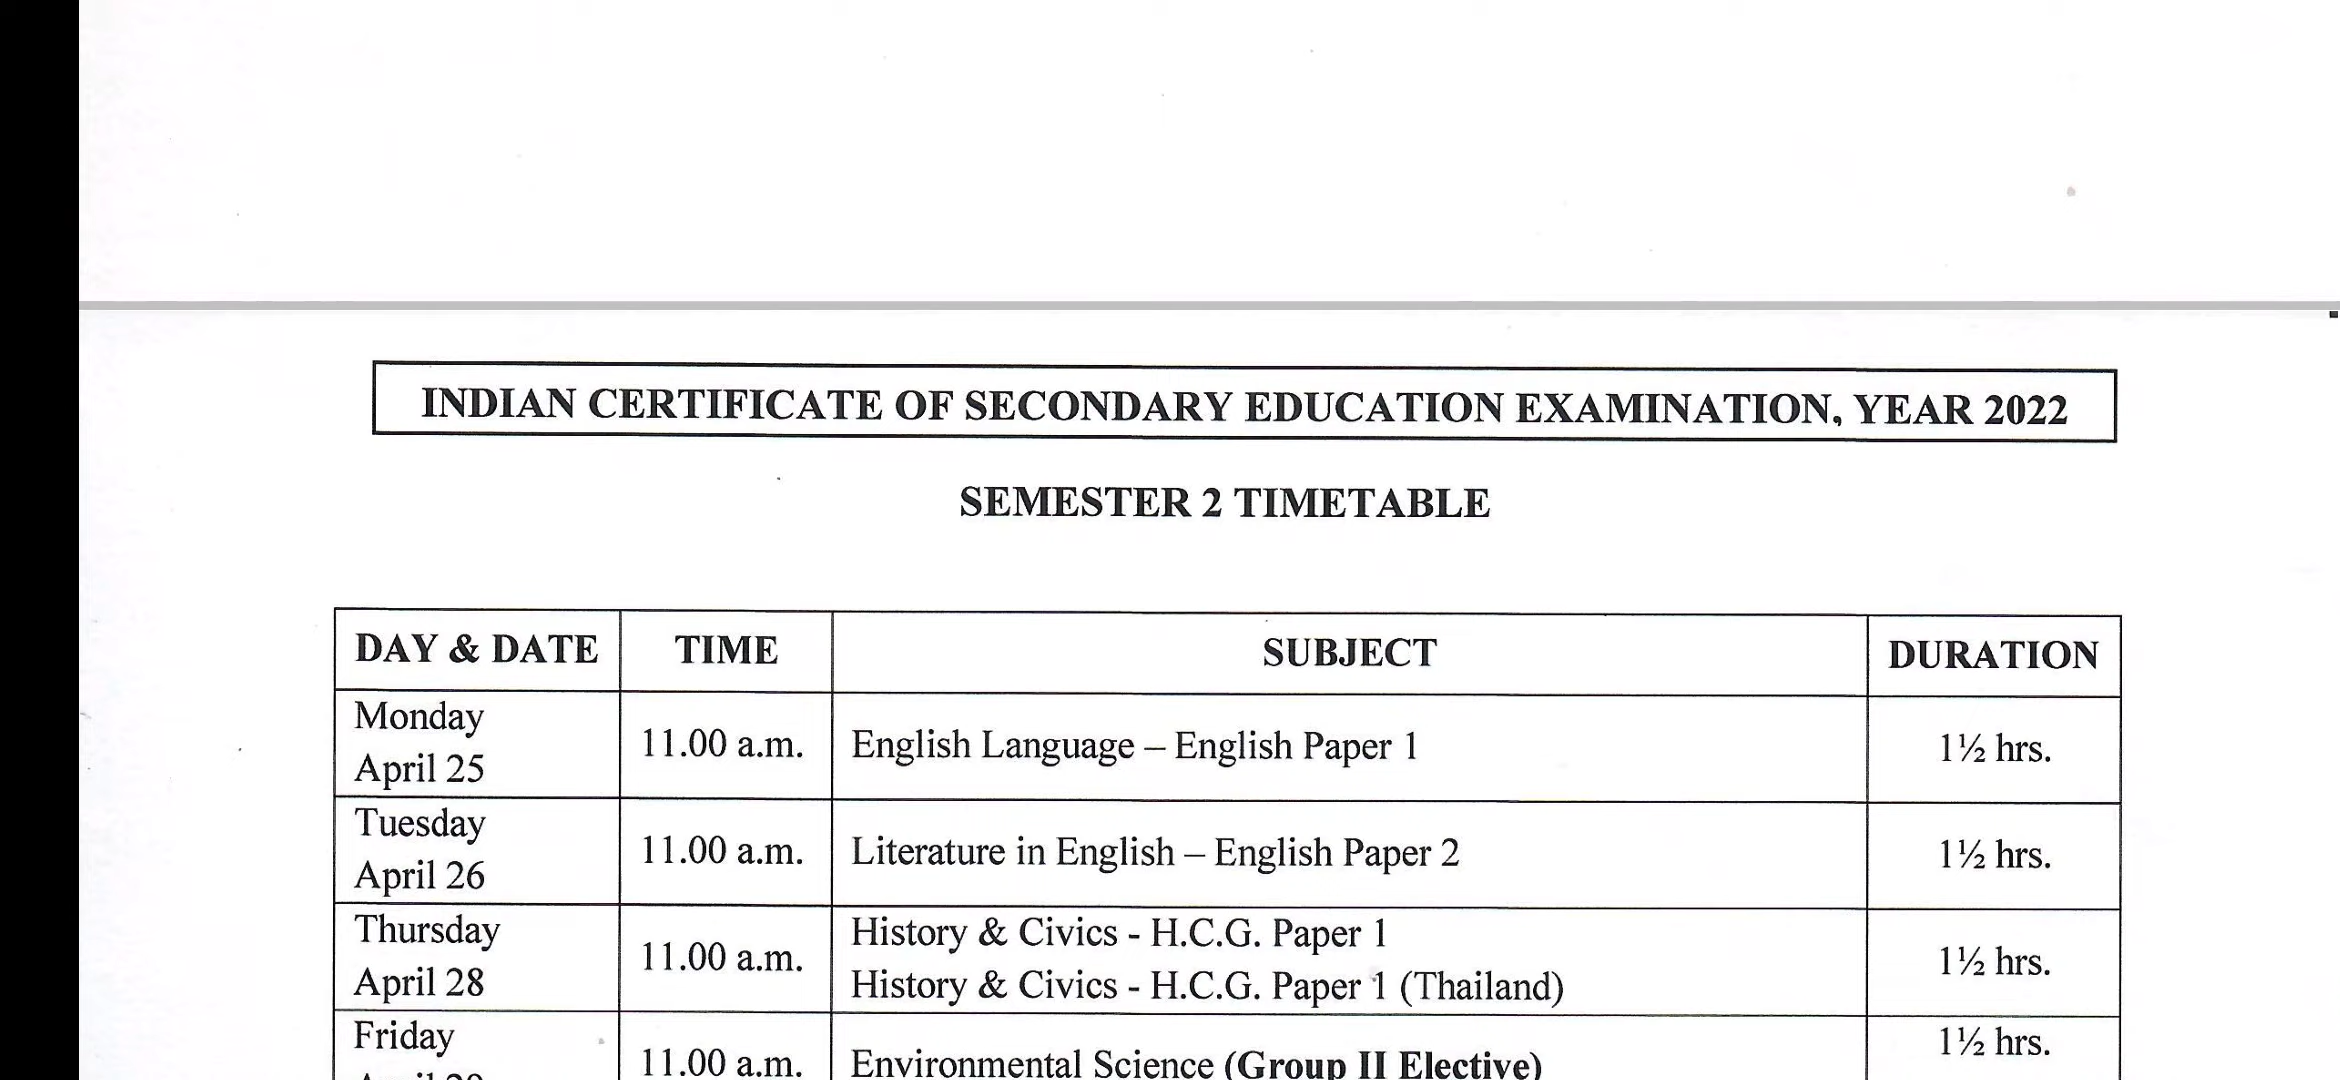 INDIAN CERTIFICATE OF SECONDARY EDUCATION EXAMINATION, YEAR 2022
SEMESTER 2 TIMETABLE
DAY & DATE TIME SUBJECT DURATION
Monday
April 25
11.00 a.m.
English Language – English Paper 1
1½ hrs.
Tuesday
April 26
11.00 a.m.
Literature in English – English Paper 2
1½ hrs.
Thursday
April 28
11.00 a.m.
History & Civics - H.C.G. Paper 1
History & Civics - H.C.G. Paper 1 (Thailand)
1½ hrs.
Friday
11.00 a.m.
Environmental Science (Group II Elective)
1½ hrs.